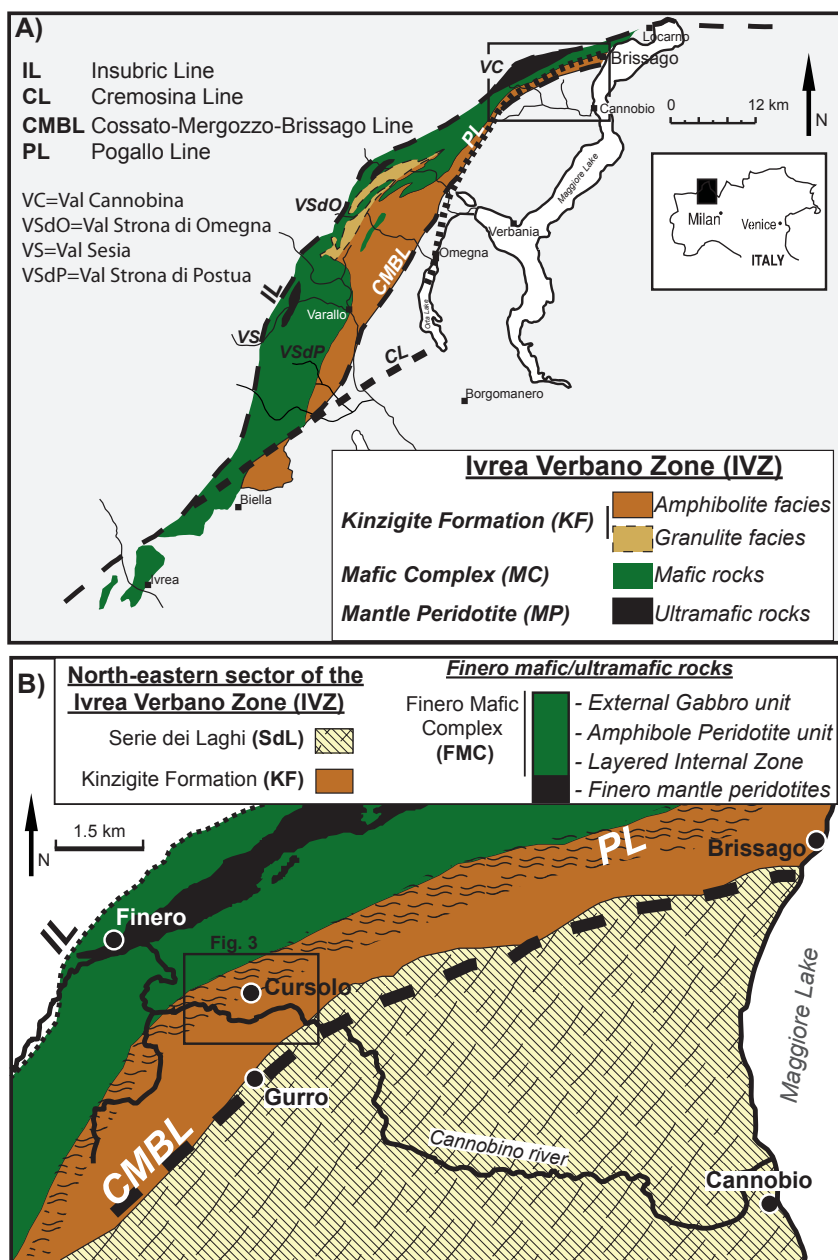 A)
IL Insubric Line
CL Cremosina Line
CMBL Cossato-Mergozzo-Brissago Line
PL Pogallo Line
VC=Val Cannobina
VSdO=Val Strona di Omegna
VS=Val Sesia
VSdP=Val Strona di Postua
Locarno
VC
Brissago
Cannobio
0 12 km
N
PL
Maggiore Lake
VSdO
Verbania
Milan
Venice
ITALY
Omegna
CMBL
IL
Orta Lake
Varallo
VS
VSdP
CL
Borgomanero
Biella
Ivrea
Ivrea Verbano Zone (IVZ)
Kinzigite Formation (KF)
Amphibolite facies
Granulite facies
Mafic Complex (MC) Mafic rocks
Mantle Peridotite (MP) Ultramafic rocks
B)
North-eastern sector of the
Ivrea Verbano Zone (IVZ)
Serie dei Laghi (SdL)
Kinzigite Formation (KF)
Finero mafic/ultramafic rocks
Finero Mafic
Complex
(FMC)
- External Gabbro unit
- Amphibole Peridotite unit
- Layered Internal Zone
- Finero mantle peridotites
1.5 km
N
PL
Brissago
IL
Finero
Fig. 3
Cursolo
Maggiore Lake
Gurro
CMBL
Cannobino river
Cannobio